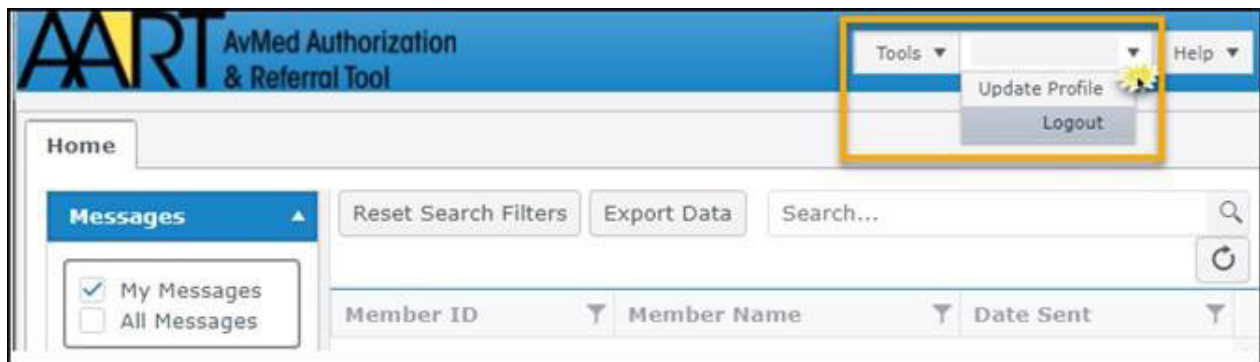 AART AvMed Authorization
& Referral Tool
Tools Help
Update Profile
Logout
Home
Messages
Reset Search Filters Export Data Search...
My Messages
All Messages
Member ID Member Name Date Sent